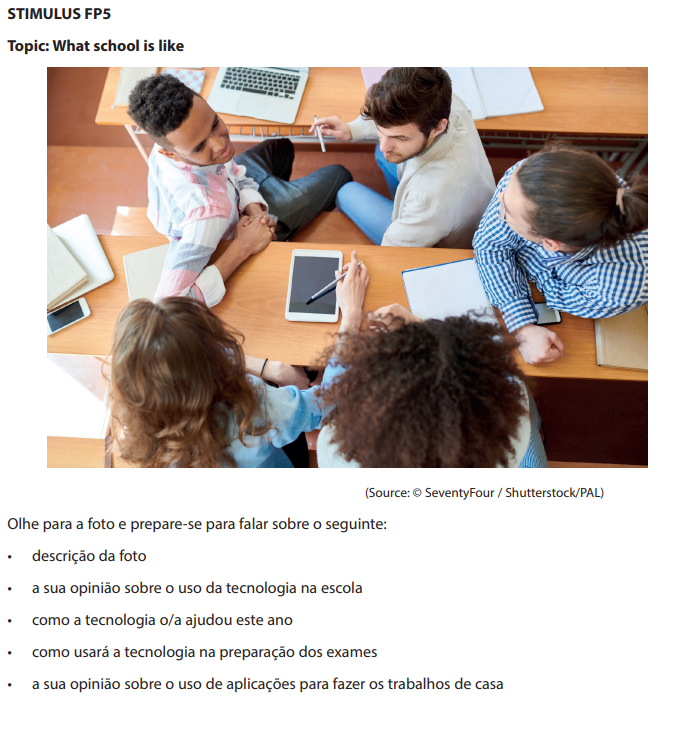 STIMULUS FP5
Topic: What school is like
(Source: © SeventyFour / Shutterstock/PAL)
Olhe para a foto e prepare-se para falar sobre o seguinte:
• descrição da foto
• a sua opinião sobre o uso da tecnologia na escola
• como a tecnologia o/a ajudou este ano
• como usará a tecnologia na preparação dos exames
• a sua opinião sobre o uso de aplicações para fazer os trabalhos de casa